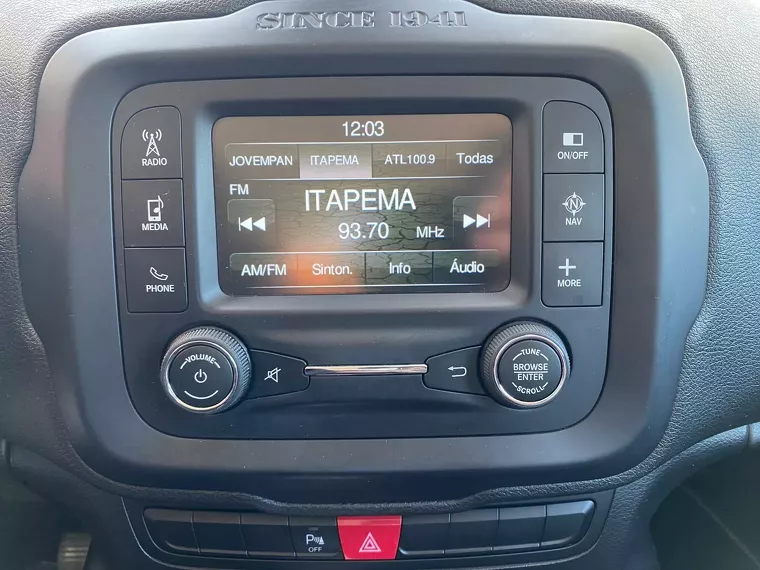 SINCE 1941
12:03
JOVEMPAN ITAPEMA ATL100.9 Todas
FM
ITAPEMA
93.70 MHz
AM/FM Sinton. Info Áudio
RADIO
MEDIA
PHONE
ON/OFF
N
NAV
MORE
VOLUME
TUNE
BROWSE
ENTER
SCROLL
P
OFF